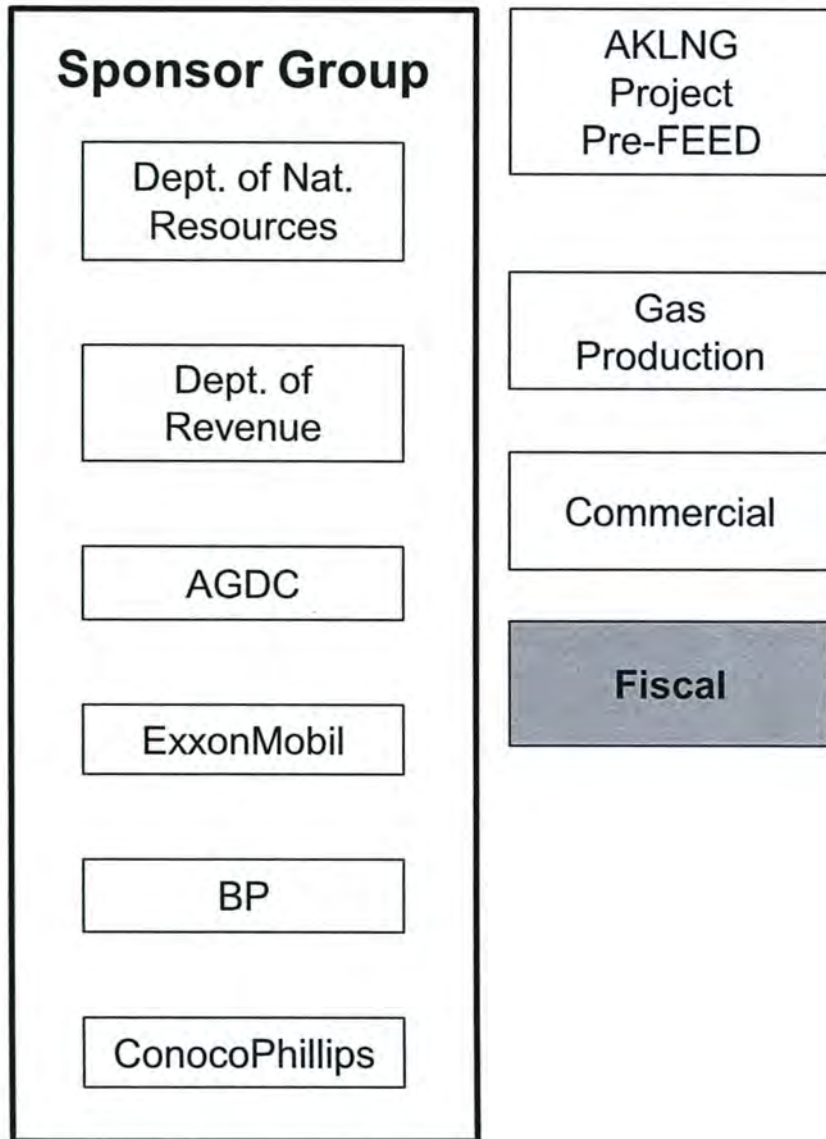 Sponsor Group
Dept. of Nat.
Resources
Dept. of
Revenue
AGDC
ExxonMobil
BP
ConocoPhillips
AKLNG
Project
Pre-FEED
Gas
Production
Commercial
Fiscal